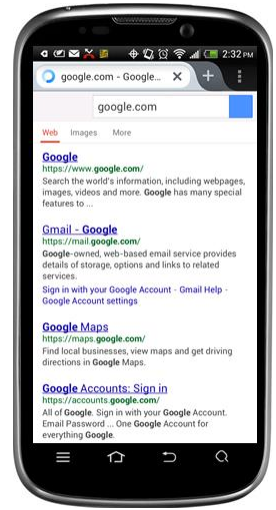 2:32 PM
google.com - Google...
google.com
Web Images More
Google
https://www.google.com/
Search the world's information, including webpages,
images, videos and more. Google has many special
features to ...
Gmail - Google
https://mail.google.com/
Google-owned, web-based email service provides
details of storage, options and links to related
services.
Sign in with your Google Account - Gmail Help -
Google Account settings
Google Maps
https://maps.google.com/
Find local businesses, view maps and get driving
directions in Google Maps.
Google Accounts: Sign in
https://accounts.google.com/
All of Google. Sign in with your Google Account.
Email Password ... One Google Account for
everything Google.